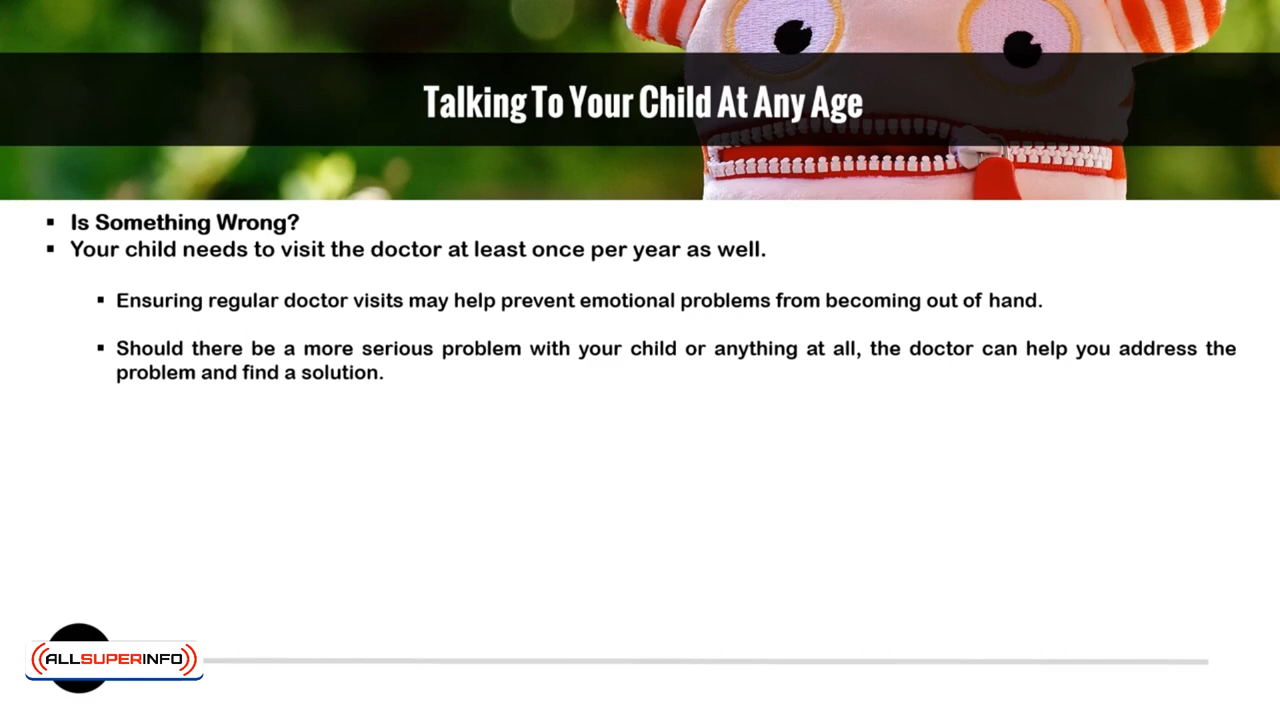 Talking To Your Child At Any Age
▪ Is Something Wrong?
▪ Your child needs to visit the doctor at least once per year as well.
▪ Ensuring regular doctor visits may help prevent emotional problems from becoming out of hand.
▪ Should there be a more serious problem with your child or anything at all, the doctor can help you address the
problem and find a solution.
ALLSUPERINFO